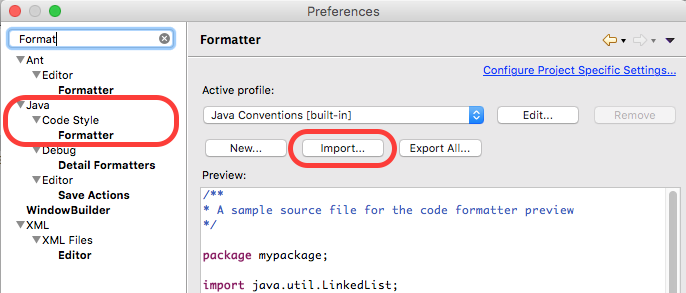 Preferences
Format
Formatter
Ant
Editor
Formatter
Java
Code Style
Formatter
Debug
Detail Formatters
Editor
Save Actions
WindowBuilder
XML
XML Files
Editor
Configure Project Specific Settings...
Active profile:
Java Conventions [built-in]
Edit...
Remove
New...
Import...
Export All...
Preview:
/**
* A sample source file for the code formatter preview
*/
package mypackage;
import java.util.LinkedList;